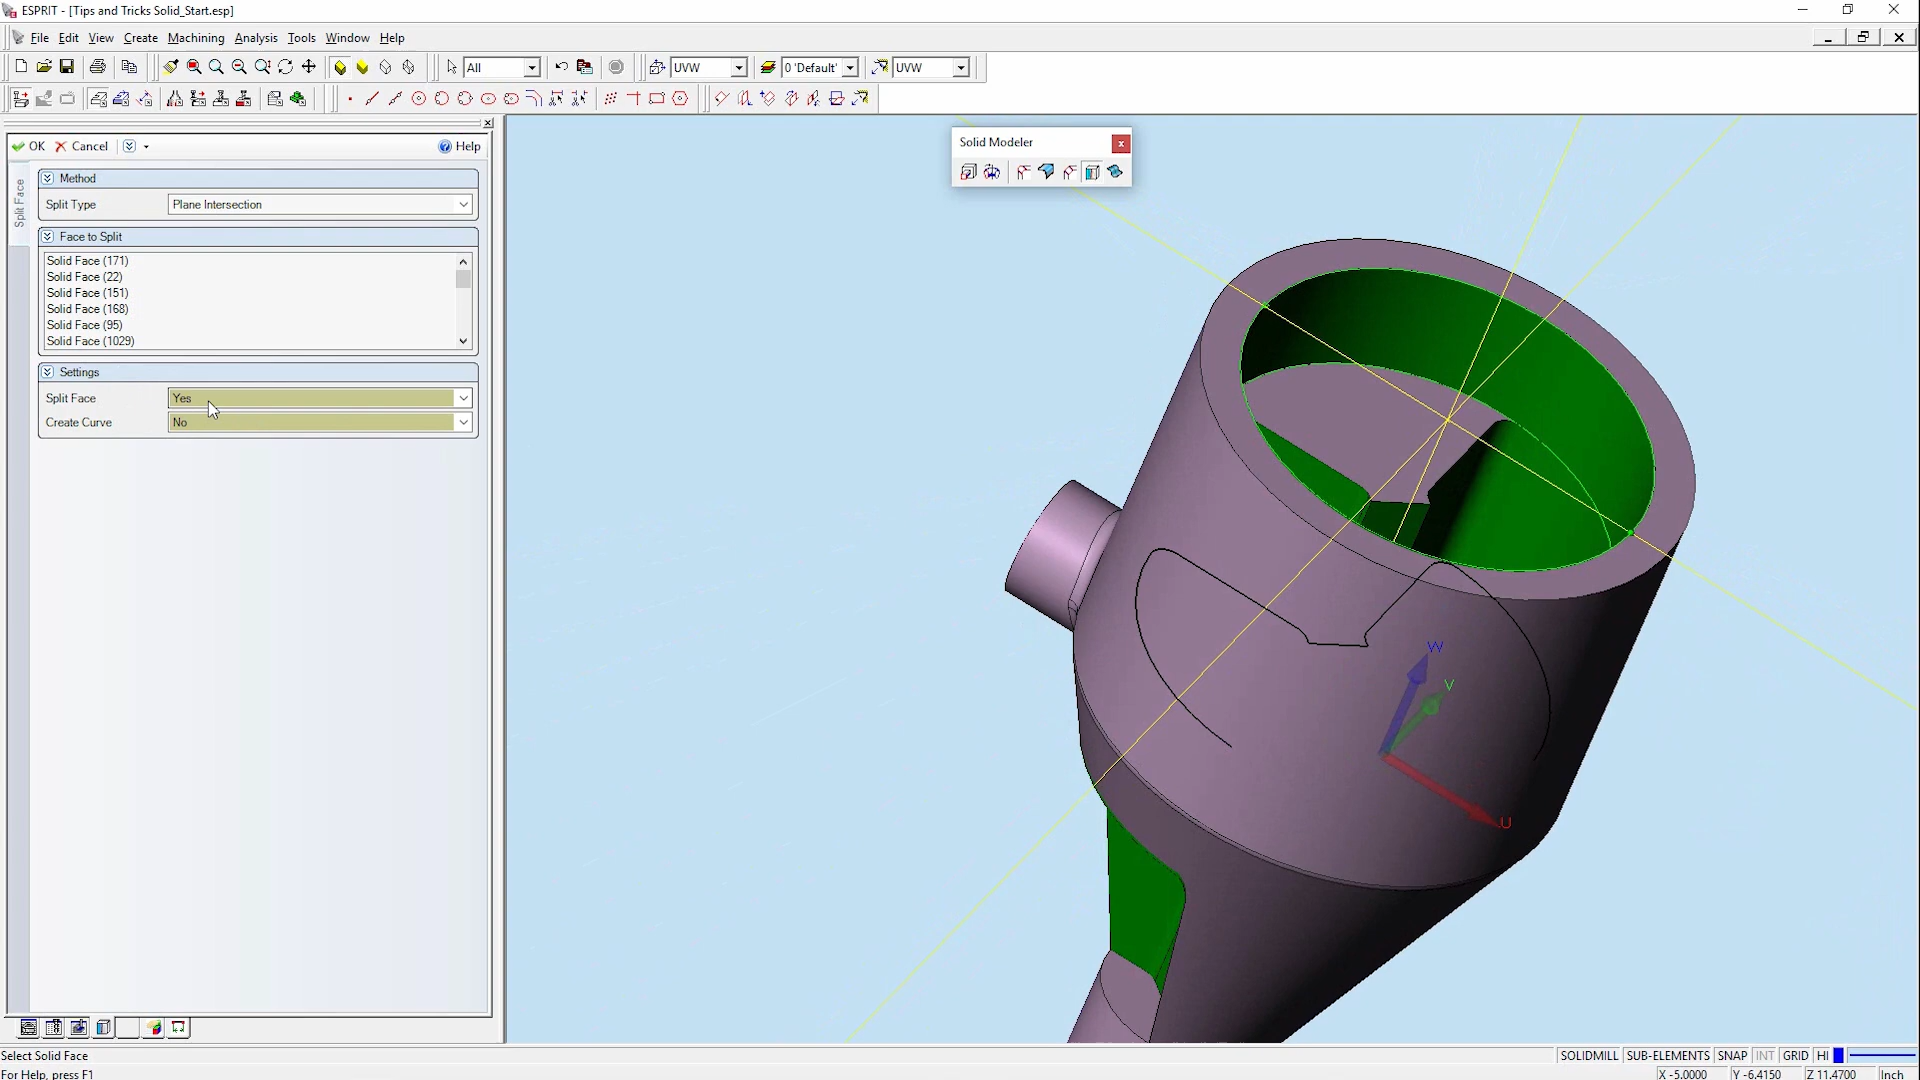 ESPRIT - [Tips and Tricks Solid_Start.esp]
File Edit View Create Machining Analysis Tools Window Help
All UVW 0 'Default' UVW
OK Cancel Help
Split Face
Method
Split Type Plane Intersection
Face to Split
Solid Face (171)
Solid Face (22)
Solid Face (151)
Solid Face (168)
Solid Face (95)
Solid Face (1029)
Settings
Split Face Yes
Create Curve No
Solid Modeler
W
V
U
Select Solid Face SOLIDMILL SUB-ELEMENTS SNAP INT GRID HI
For Help, press F1 X -5.0000 Y -6.4150 Z 11.4700 Inch